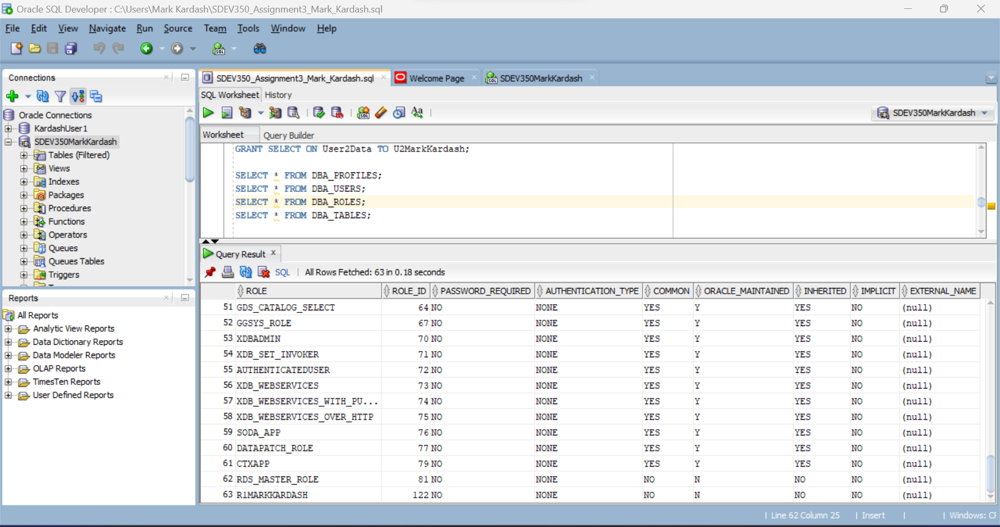 Oracle SQL Developer : C:\Users\Mark Kardash\SDEV350_Assignment3_Mark_Kardash.sql
File Edit View Navigate Run Source Team Tools Window Help
SQL
Connections
Oracle Connections
KardashUser1
SDEV350MarkKardash
Tables (Filtered)
Views
Indexes
Packages
Procedures
Functions
Operators
Queues
Queues Tables
Triggers
Reports
All Reports
Analytic View Reports
Data Dictionary Reports
Data Modeler Reports
OLAP Reports
TimesTen Reports
User Defined Reports
SDEV350_Assignment3_Mark_Kardash.sql Welcome Page SDEV350MarkKardash
SQL Worksheet History
SDEV350MarkKardash
Worksheet Query Builder
GRANT SELECT ON User2Data TO U2MarkKardash;
SELECT * FROM DBA_PROFILES;
SELECT * FROM DBA_USERS;
SELECT * FROM DBA_ROLES;
SELECT * FROM DBA_TABLES;
Query Result
SQL | All Rows Fetched: 63 in 0.18 seconds
ROLE ROLE_ID PASSWORD_REQUIRED AUTHENTICATION_TYPE COMMON ORACLE_MAINTAINED INHERITED IMPLICIT EXTERNAL_NAME
51 GDS_CATALOG_SELECT 64 NO NONE YES Y YES NO (null)
52 GGSYS_ROLE 67 NO NONE YES Y YES NO (null)
53 XDBADMIN 70 NO NONE YES Y YES NO (null)
54 XDB_SET_INVOKER 71 NO NONE YES Y YES NO (null)
55 AUTHENTICATEDUSER 72 NO NONE YES Y YES NO (null)
56 XDB_WEBSERVICES 73 NO NONE YES Y YES NO (null)
57 XDB_WEBSERVICES_WITH_PU... 74 NO NONE YES Y YES NO (null)
58 XDB_WEBSERVICES_OVER_HTTP 75 NO NONE YES Y YES NO (null)
59 SODA_APP 76 NO NONE YES Y YES NO (null)
60 DATAPATCH_ROLE 77 NO NONE YES Y YES NO (null)
61 CTXAPP 79 NO NONE YES Y YES NO (null)
62 RDS_MASTER_ROLE 81 NO NONE NO N NO NO (null)
63 R1MARKKARDASH 122 NO NONE NO N NO NO (null)
| Line 62 Column 25 | Insert | | Windows: CF